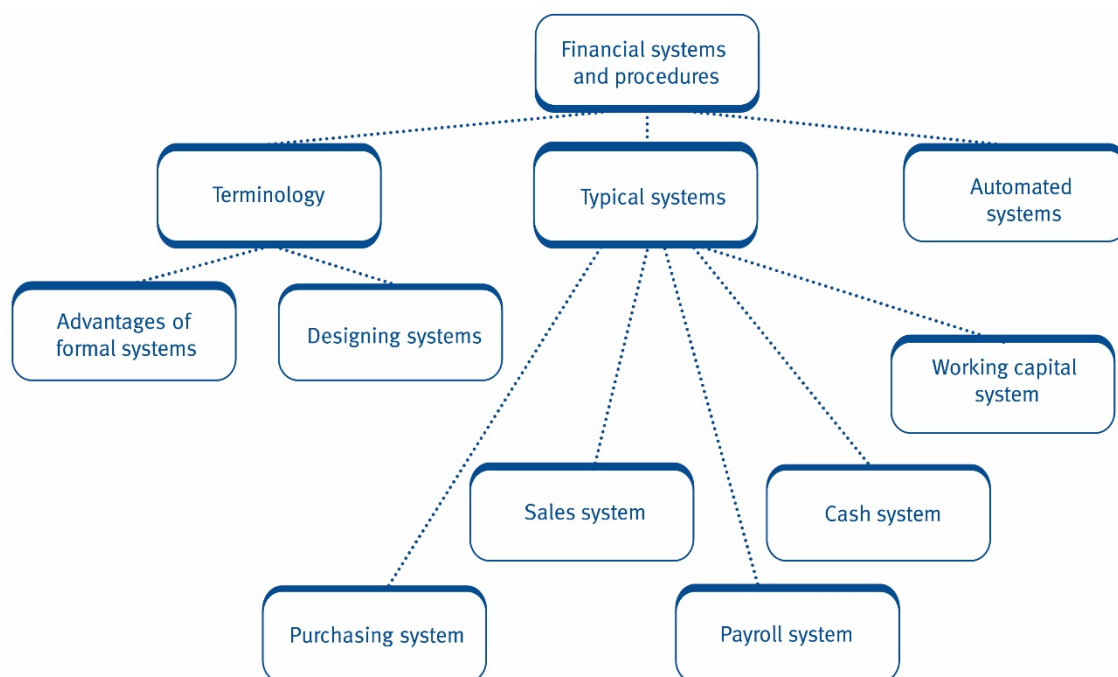 Financial systems
and procedures
Terminology
Typical systems
Automated
systems
Advantages of
formal systems
Designing systems
Working capital
system
Sales system
Cash system
Purchasing system
Payroll system